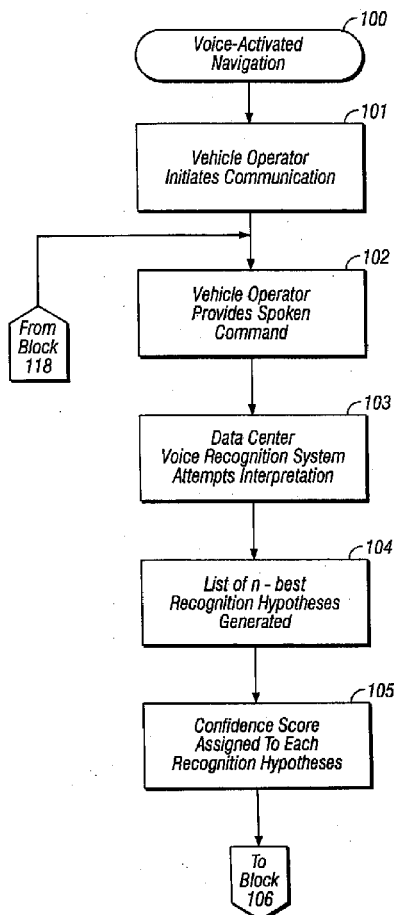 100
Voice-Activated
Navigation
101
Vehicle Operator
Initiates Communication
102
Vehicle Operator
Provides Spoken
Command
From
Block
118
103
Data Center
Voice Recognition System
Attempts Interpretation
104
List of n - best
Recognition Hypotheses
Generated
105
Confidence Score
Assigned To Each
Recognition Hypotheses
To
Block
106